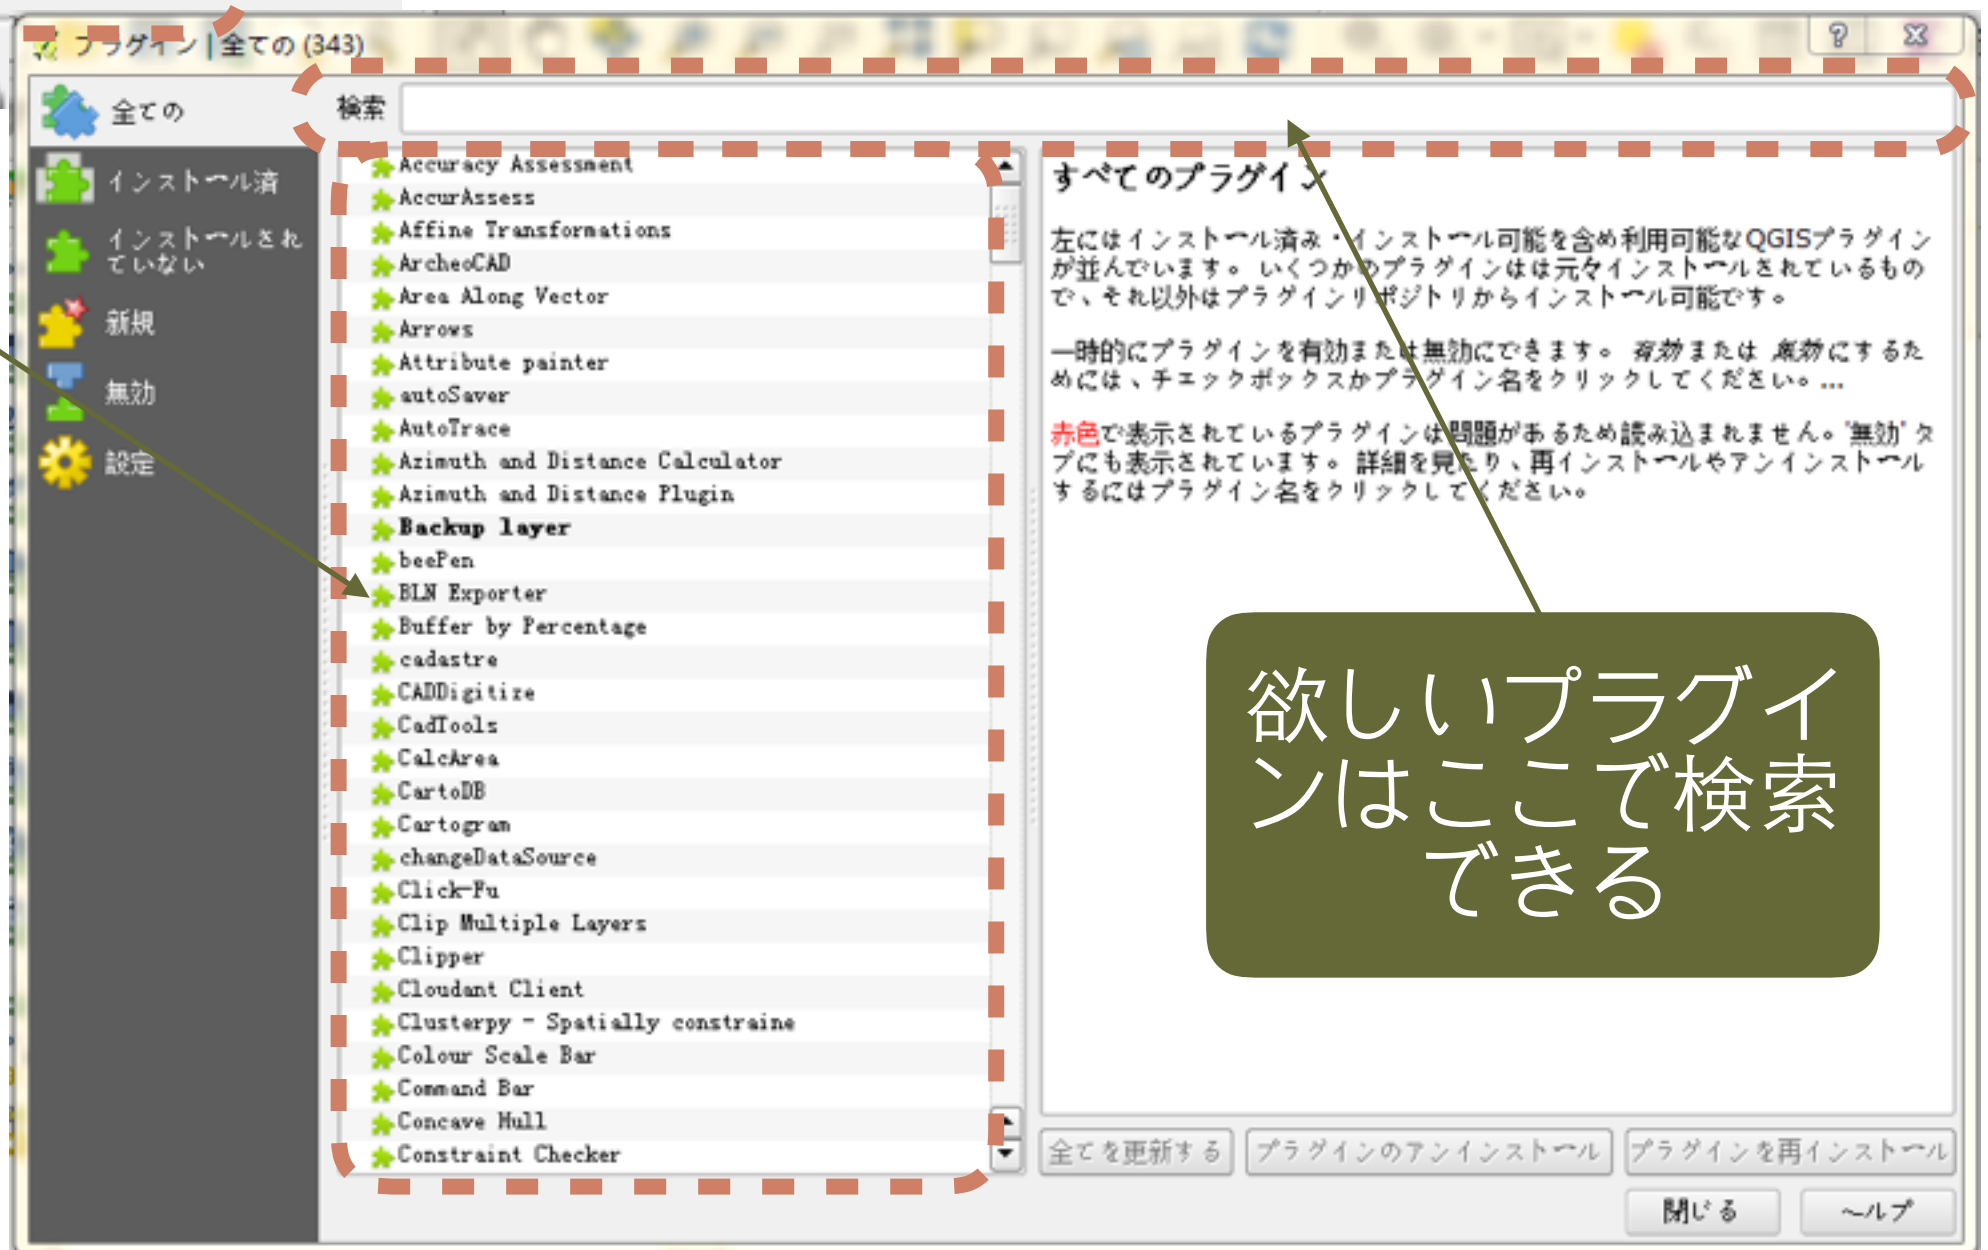 プラグイン | 全ての (343)
全ての
インストール済
インストールされ
ていない
新規
無効
設定
検索
Accuracy Assessment
AccurAssess
Affine Transformations
ArcheoCAD
Area Along Vector
Arrows
Attribute painter
autoSaver
AutoTrace
Azimuth and Distance Calculator
Azimuth and Distance Plugin
Backup layer
beePen
BLN Exporter
Buffer by Percentage
cadastre
CADDigitize
CadTools
CalcArea
CartoDB
Cartogram
changeDataSource
Click-Fu
Clip Multiple Layers
Clipper
Cloudant Client
Clusterpy - Spatially constraine
Colour Scale Bar
Command Bar
Concave Hull
Constraint Checker
すべてのプラグイン
左にはインストール済み・インストール可能を含め利用可能なQGISプラグイン
が並んでいます。 いくつかのプラグインはは元々インストールされているもの
で、それ以外はプラグインリポジトリからインストール可能です。
一時的にプラグインを有効または無効にできます。 有効 または 無効 にするた
めには、チェックボックスかプラグイン名をクリックしてください。...
赤色で表示されているプラグインは問題があるため読み込まれません。'無効' タ
ブにも表示されています。 詳細を見たり、再インストールやアンインストール
するにはプラグイン名をクリックしてください。
欲しいプラグイ
ンはここで検索
できる
全てを更新する
プラグインのアンインストール
プラグインを再インストール
閉じる
ヘルプ